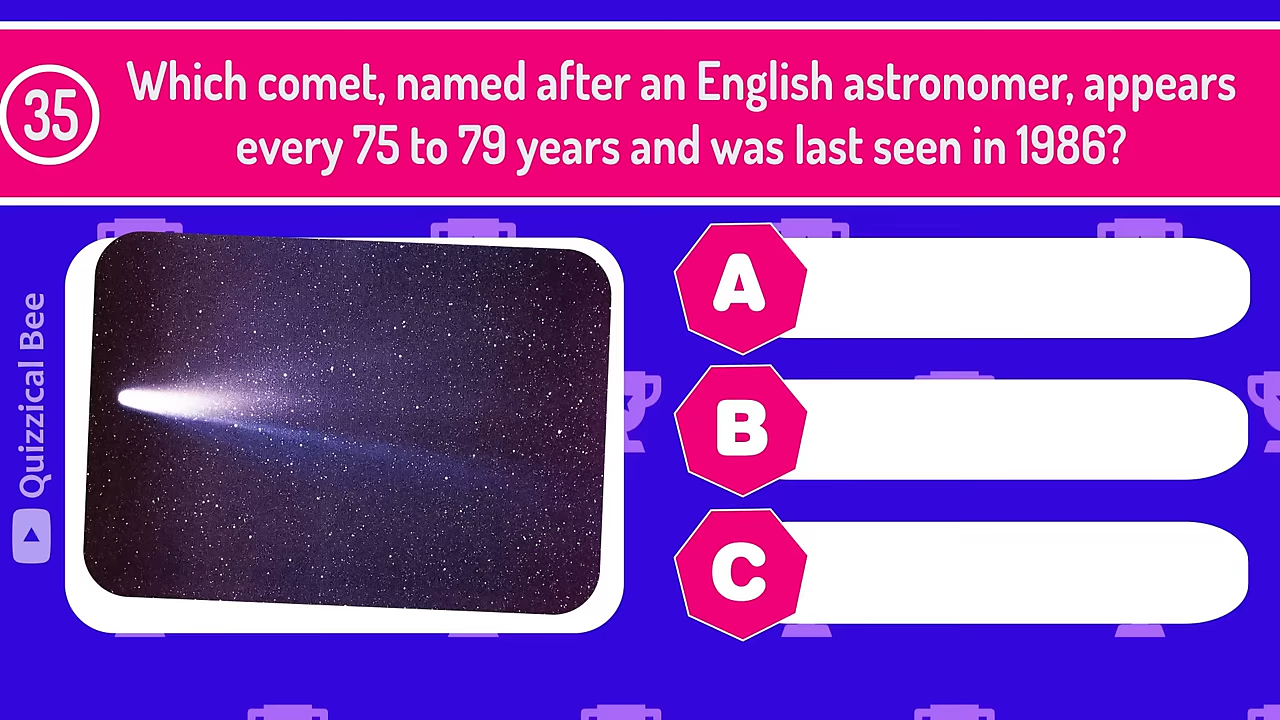 35
Which comet, named after an English astronomer, appears
every 75 to 79 years and was last seen in 1986?
Quizzical Bee
A
B
C